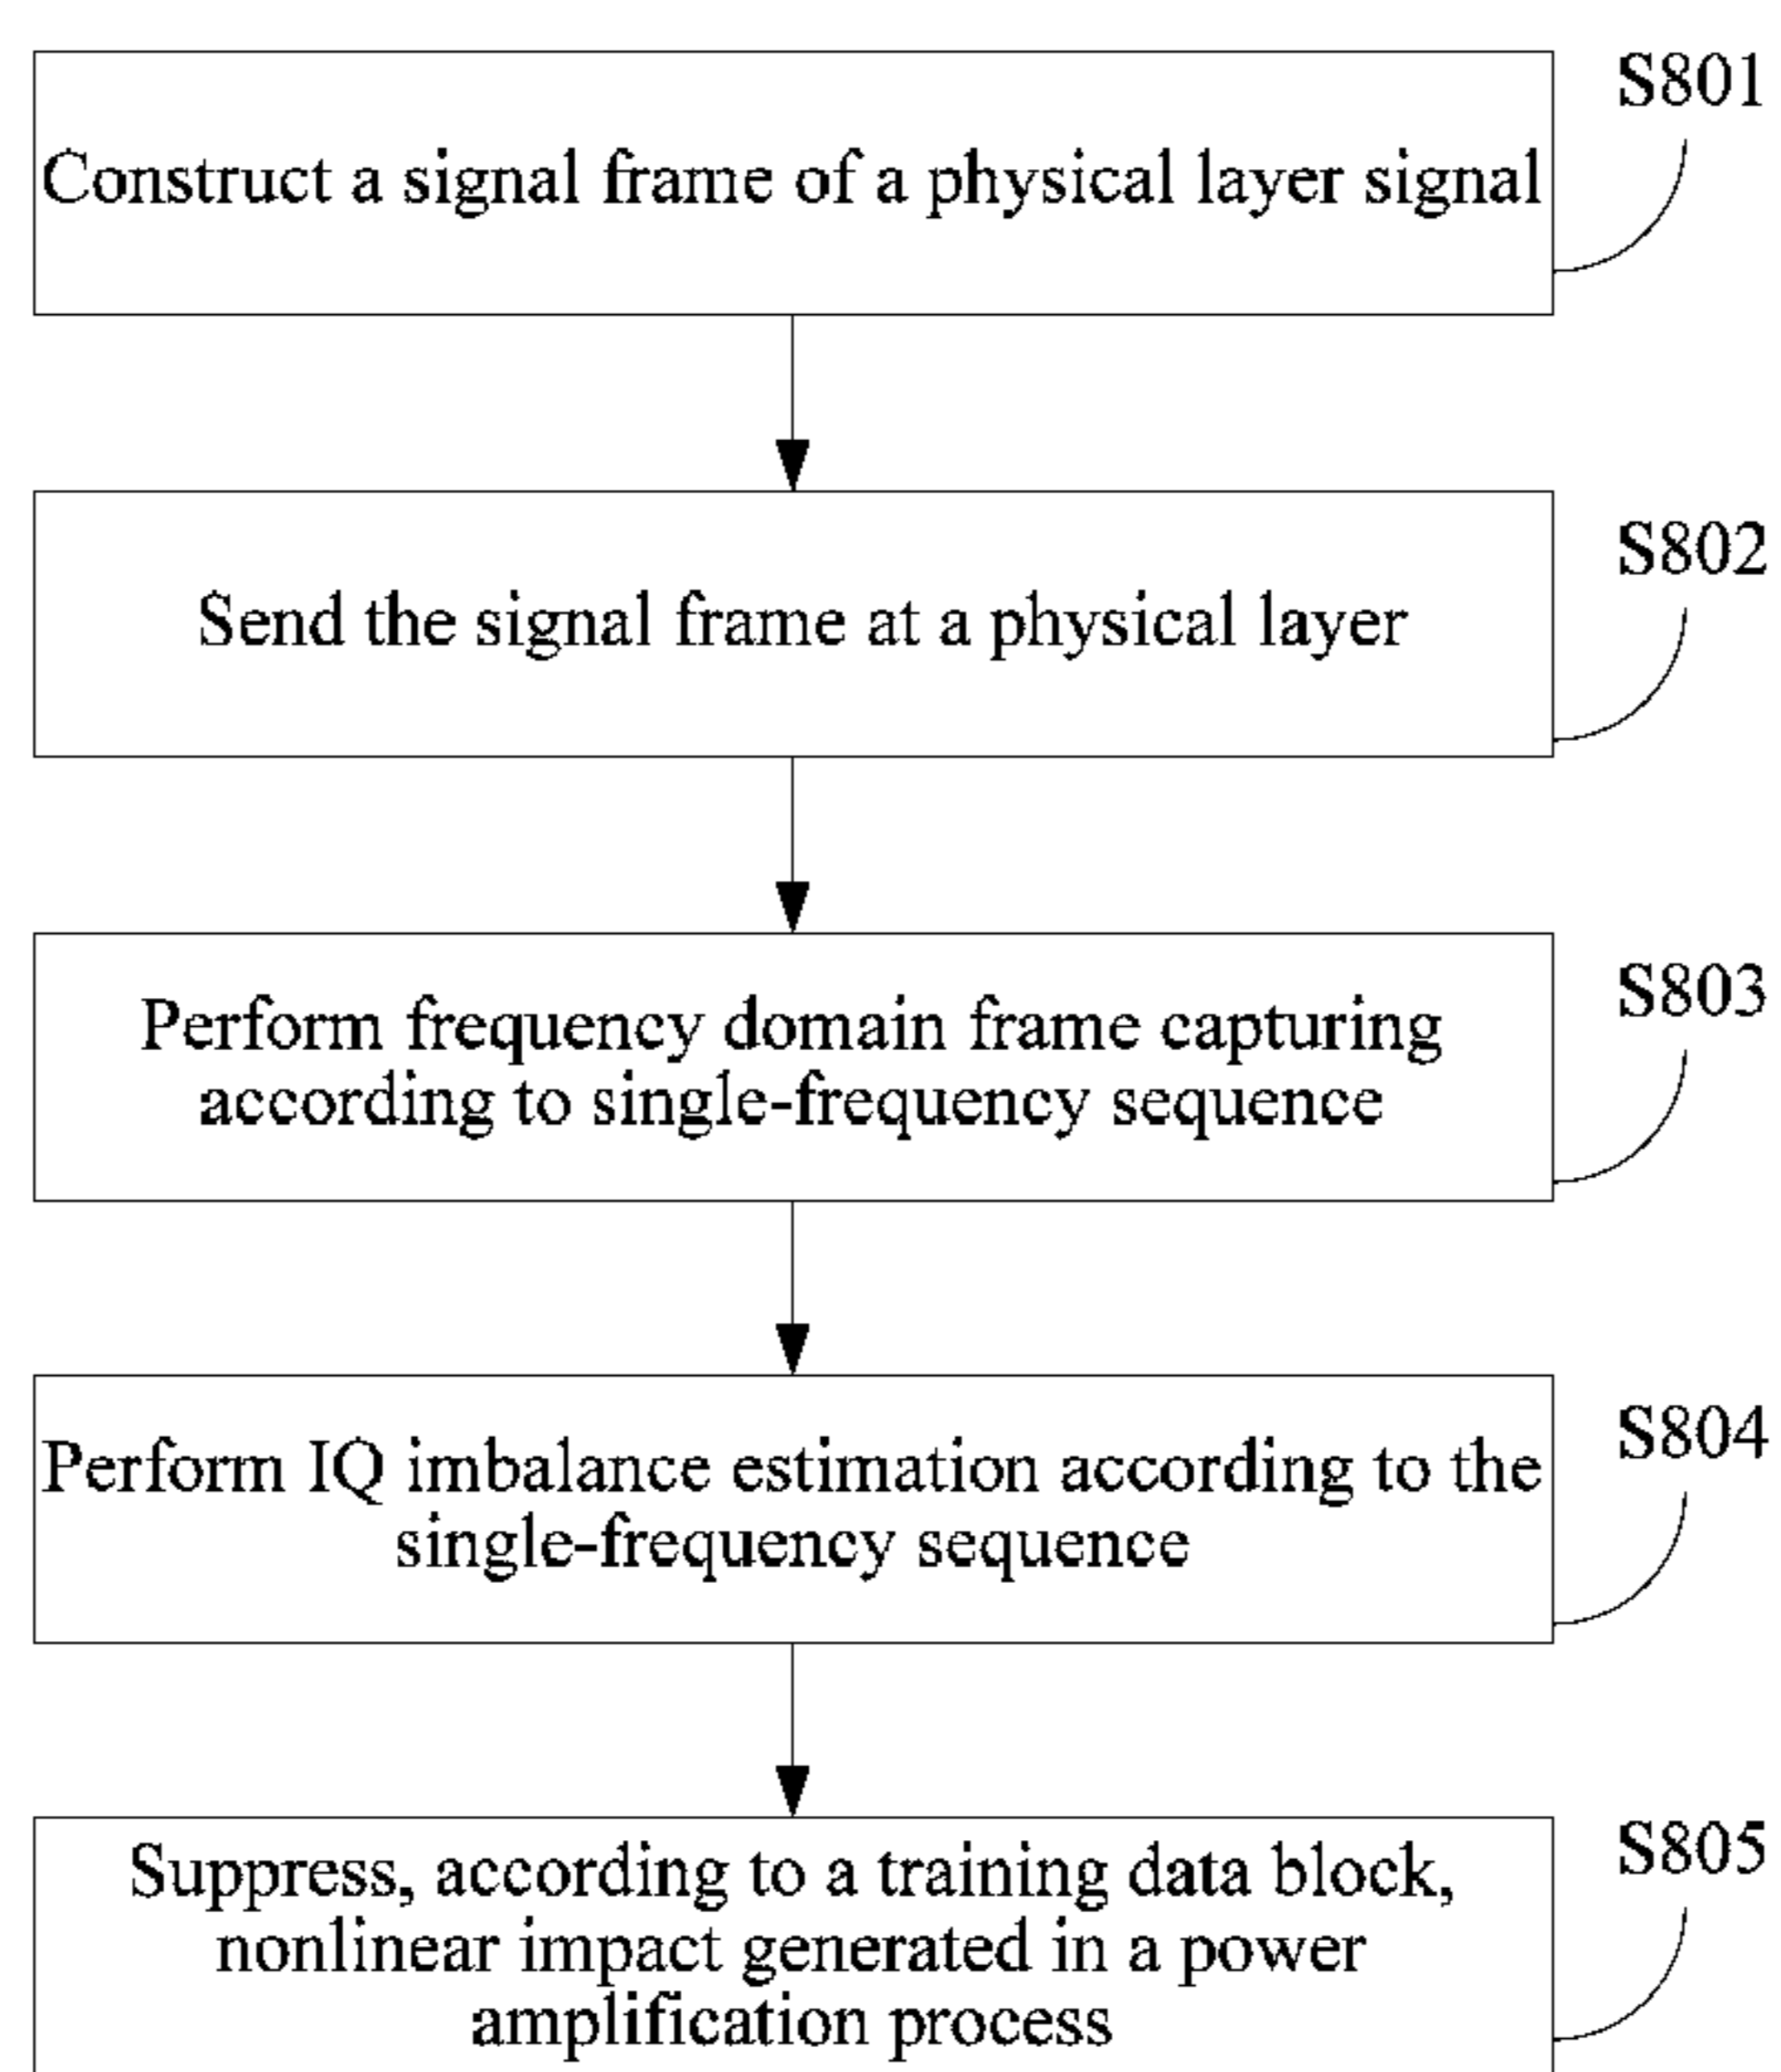 S801
Construct a signal frame of a physical layer signal
S802
Send the signal frame at a physical layer
S803
Perform frequency domain frame capturing
according to single-frequency sequence
S804
Perform IQ imbalance estimation according to the
single-frequency sequence
S805
Suppress, according to a training data block,
nonlinear impact generated in a power
amplification process